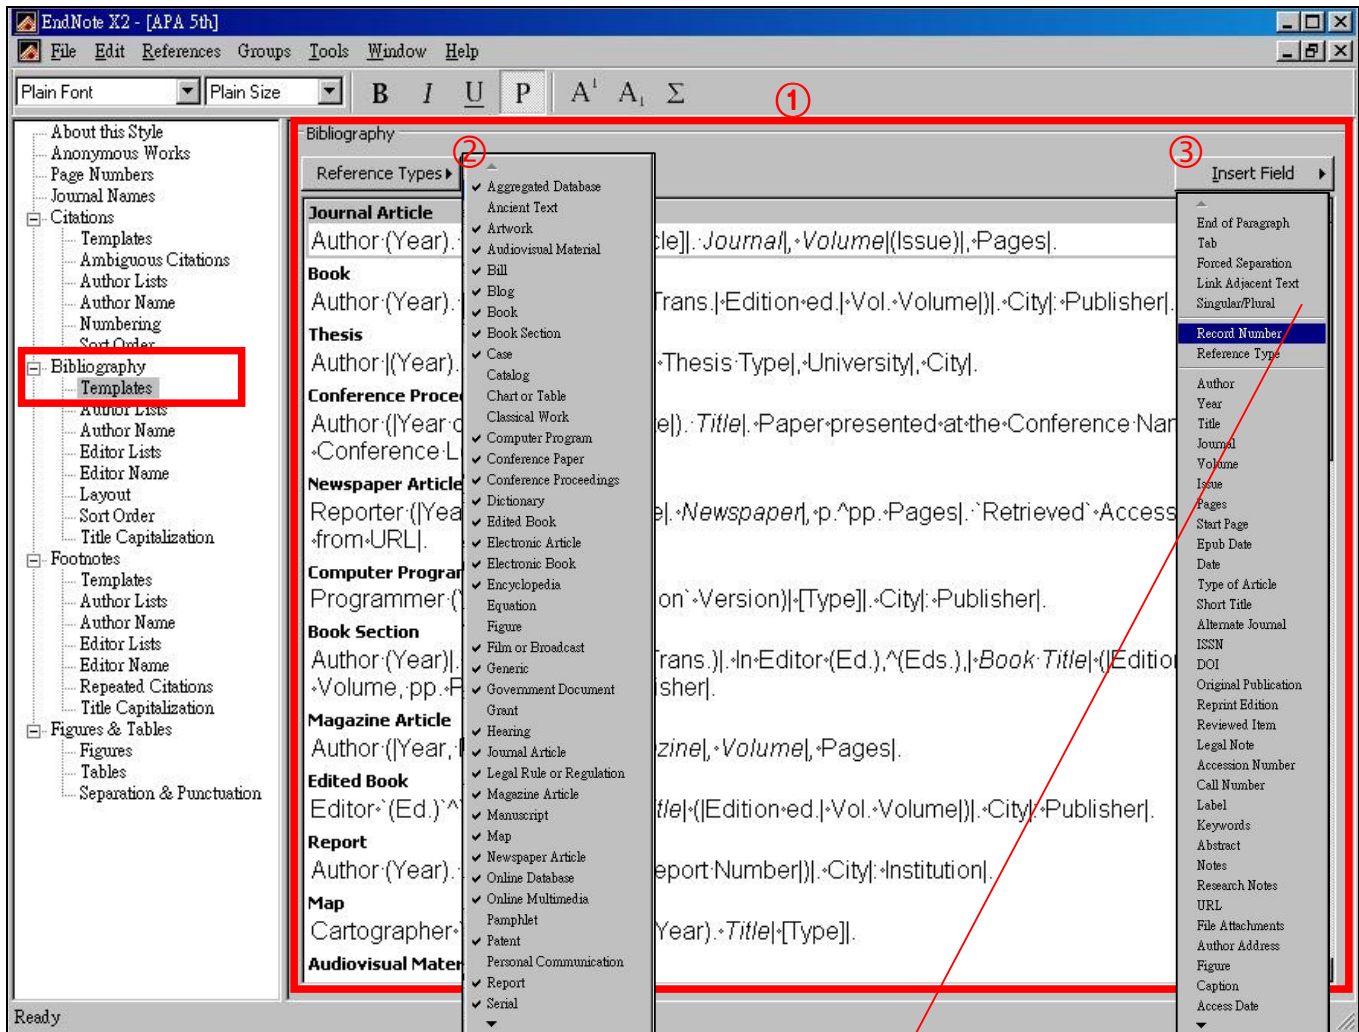 EndNote X2 - [APA 5th]
File Edit References Groups Tools Window Help
Plain Font Plain Size B I U P A¹ A₁ Σ
①
About this Style
Anonymous Works
Page Numbers
Journal Names
Citations
Templates
Ambiguous Citations
Author Lists
Author Name
Numbering
Sort Order
Bibliography
Templates
Author Lists
Author Name
Editor Lists
Editor Name
Layout
Sort Order
Title Capitalization
Footnotes
Templates
Author Lists
Author Name
Editor Lists
Editor Name
Repeated Citations
Title Capitalization
Figures & Tables
Figures
Tables
Separation & Punctuation
Bibliography
Reference Types
②
③
Insert Field
Journal Article
Author·(Year).· le]|.·Journal|,·Volume|(Issue)|,·Pages|.
Book
Author·(Year).· Trans.|·Edition·ed.|·Vol.·Volume|)|.·City|:·Publisher|.
Thesis
Author·|(Year). ·Thesis·Type|,·University|,·City|.
Conference Procee
Author·(|Year·c e|).·Title|.·Paper·presented·at·the·Conference·Nar
·Conference·L
Newspaper Article
Reporter·(|Yea e|.·Newspaper|,·p.^pp.·Pages|.·`Retrieved`·Access
·from·URL|.
Computer Program
Programmer·( on`·Version)|·[Type]|.·City|:·Publisher|.
Book Section
Author·(Year)|. Trans.)|.·In·Editor·(Ed.),^(Eds.),|·Book·Title|·(|Edition
·Volume,·pp.·P isher|.
Magazine Article
Author·(|Year, zine|,·Volume|,·Pages|.
Edited Book
Editor·`(Ed.)`^ tle|·(|Edition·ed.|·Vol.·Volume|)|.·City|:·Publisher|.
Report
Author·(Year).· eport·Number|)|.·City|:·Institution|.
Map
Cartographer· Year).·Title|·[Type]|.
Audiovisual Mater
Aggregated Database
Ancient Text
Artwork
Audiovisual Material
Bill
Blog
Book
Book Section
Case
Catalog
Chart or Table
Classical Work
Computer Program
Conference Paper
Conference Proceedings
Dictionary
Edited Book
Electronic Article
Electronic Book
Encyclopedia
Equation
Figure
Film or Broadcast
Generic
Government Document
Grant
Hearing
Journal Article
Legal Rule or Regulation
Magazine Article
Manuscript
Map
Newspaper Article
Online Database
Online Multimedia
Pamphlet
Patent
Personal Communication
Report
Serial
End of Paragraph
Tab
Forced Separation
Link Adjacent Text
Singular/Plural
Record Number
Reference Type
Author
Year
Title
Journal
Volume
Issue
Pages
Start Page
Epub Date
Date
Type of Article
Short Title
Alternate Journal
ISSN
DOI
Original Publication
Reprint Edition
Reviewed Item
Legal Note
Accession Number
Call Number
Label
Keywords
Abstract
Notes
Research Notes
URL
File Attachments
Author Address
Figure
Caption
Access Date
Ready